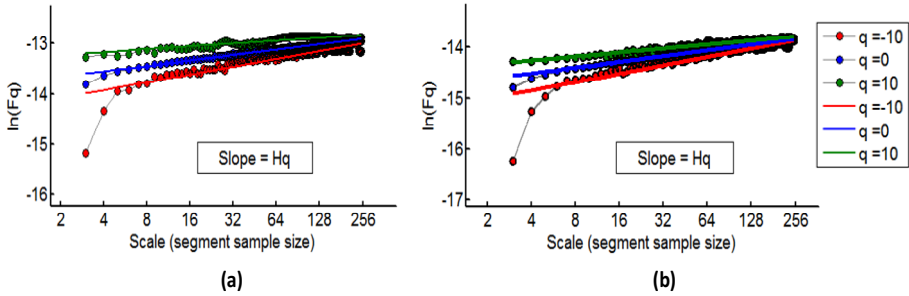 ln(Fq)
-13
-14
-15
-16
Slope = Hq
2 4 8 16 32 64 128 256
Scale (segment sample size)
(a)
ln(Fq)
-14
-15
-16
-17
Slope = Hq
2 4 8 16 32 64 128 256
Scale (segment sample size)
(b)
q =-10
q =0
q =10
q =-10
q =0
q =10